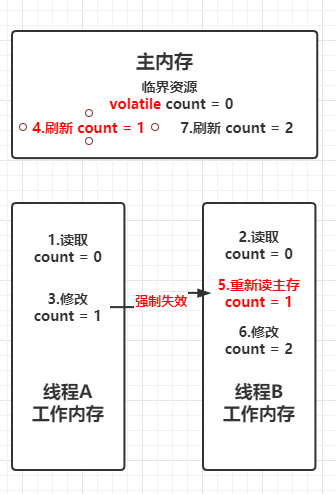 主内存
临界资源
volatile count = 0
4.刷新 count = 1
7.刷新 count = 2
1.读取
count = 0
3.修改
count = 1
线程A
工作内存
强制失效
2.读取
count = 0
5.重新读主存
count = 1
6.修改
count = 2
线程B
工作内存